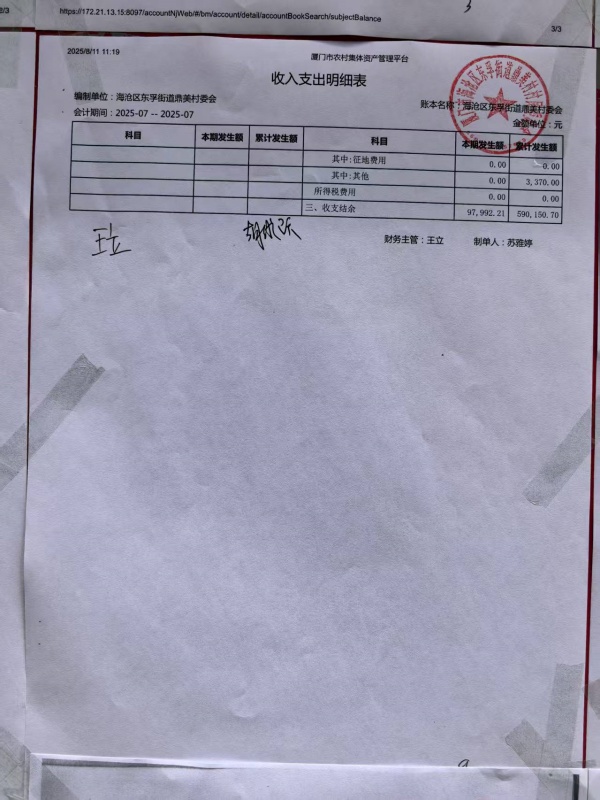 8/3
https://172.21.13.15:8097/accountNjWeb/#/bm/account/detail/accountBookSearch/subjectBalance
3/3
2025/8/11 11:19
厦门市农村集体资产管理平台
收入支出明细表
编制单位：海沧区东孚街道鼎美村委会
账本名称：海沧区东孚街道鼎美村委会
会计期间：2025-07 -- 2025-07
金额单位：元
科目 本期发生额 累计发生额 科目 本期发生额 累计发生额
其中:征地费用 0.00 0.00
其中:其他 0.00 3,370.00
所得税费用 0.00 0.00
三、收支结余 97,992.21 590,150.70
王立
财务主管：王立 制单人：苏雅婷